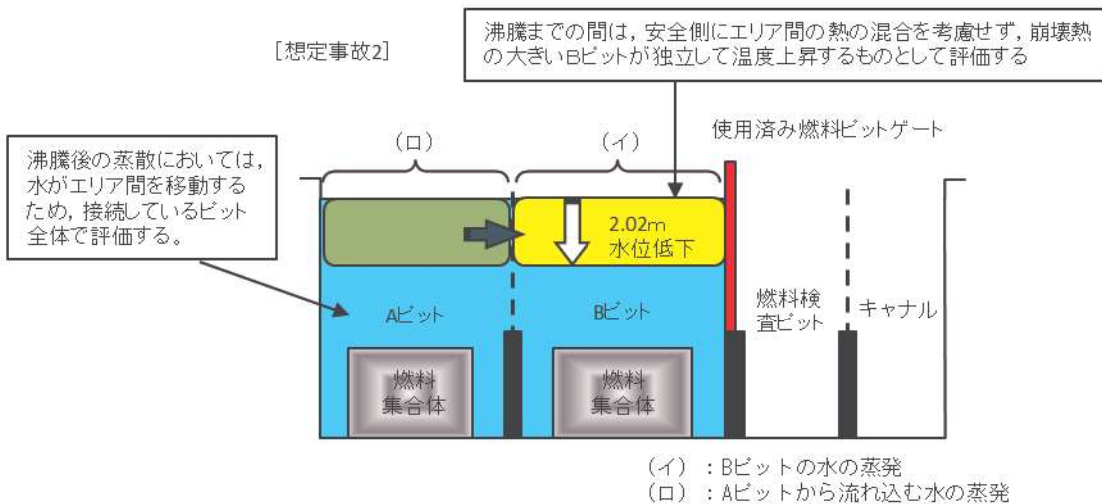 [想定事故2]
沸騰までの間は，安全側にエリア間の熱の混合を考慮せず，崩壊熱
の大きいBピットが独立して温度上昇するものとして評価する
使用済み燃料ピットゲート
沸騰後の蒸散においては，
水がエリア間を移動する
ため，接続しているピット
全体で評価する。
(ロ)
(イ)
2.02m
水位低下
Aピット
Bピット
燃料検
査ピット
キャナル
燃料
集合体
燃料
集合体
(イ)：Bピットの水の蒸発
(ロ)：Aピットから流れ込む水の蒸発